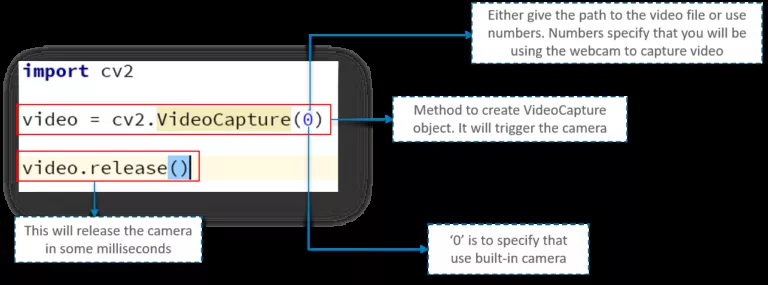 Either give the path to the video file or use
numbers. Numbers specify that you will be
using the webcam to capture video
import cv2
video = cv2.VideoCapture(0)
Method to create VideoCapture
object. It will trigger the camera
video.release()
This will release the camera
in some milliseconds
‘0’ is to specify that
use built-in camera